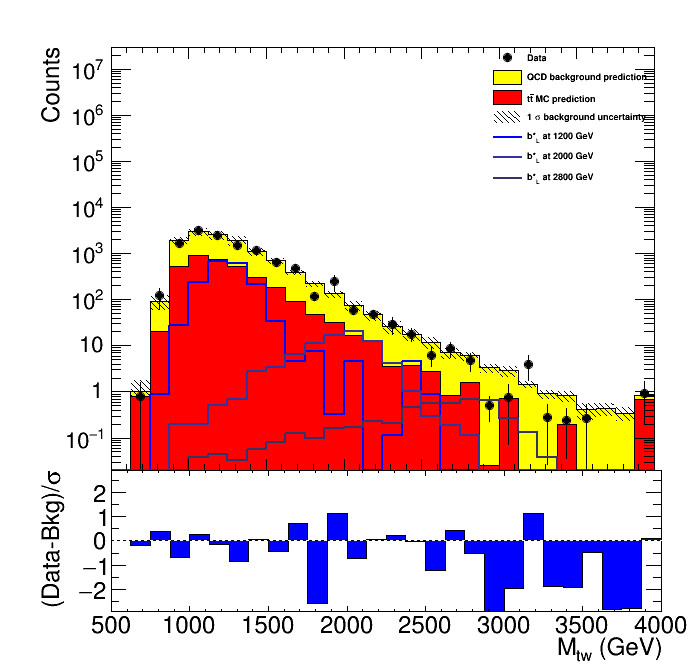 Counts
10⁷
10⁶
10⁵
10⁴
10³
10²
10
1
10⁻¹
Data
QCD background prediction
tt̄ MC prediction
1 σ background uncertainty
b*L at 1200 GeV
b*L at 2000 GeV
b*L at 2800 GeV
(Data-Bkg)/σ
2
1
0
−1
−2
500 1000 1500 2000 2500 3000 3500 4000
Mtw (GeV)